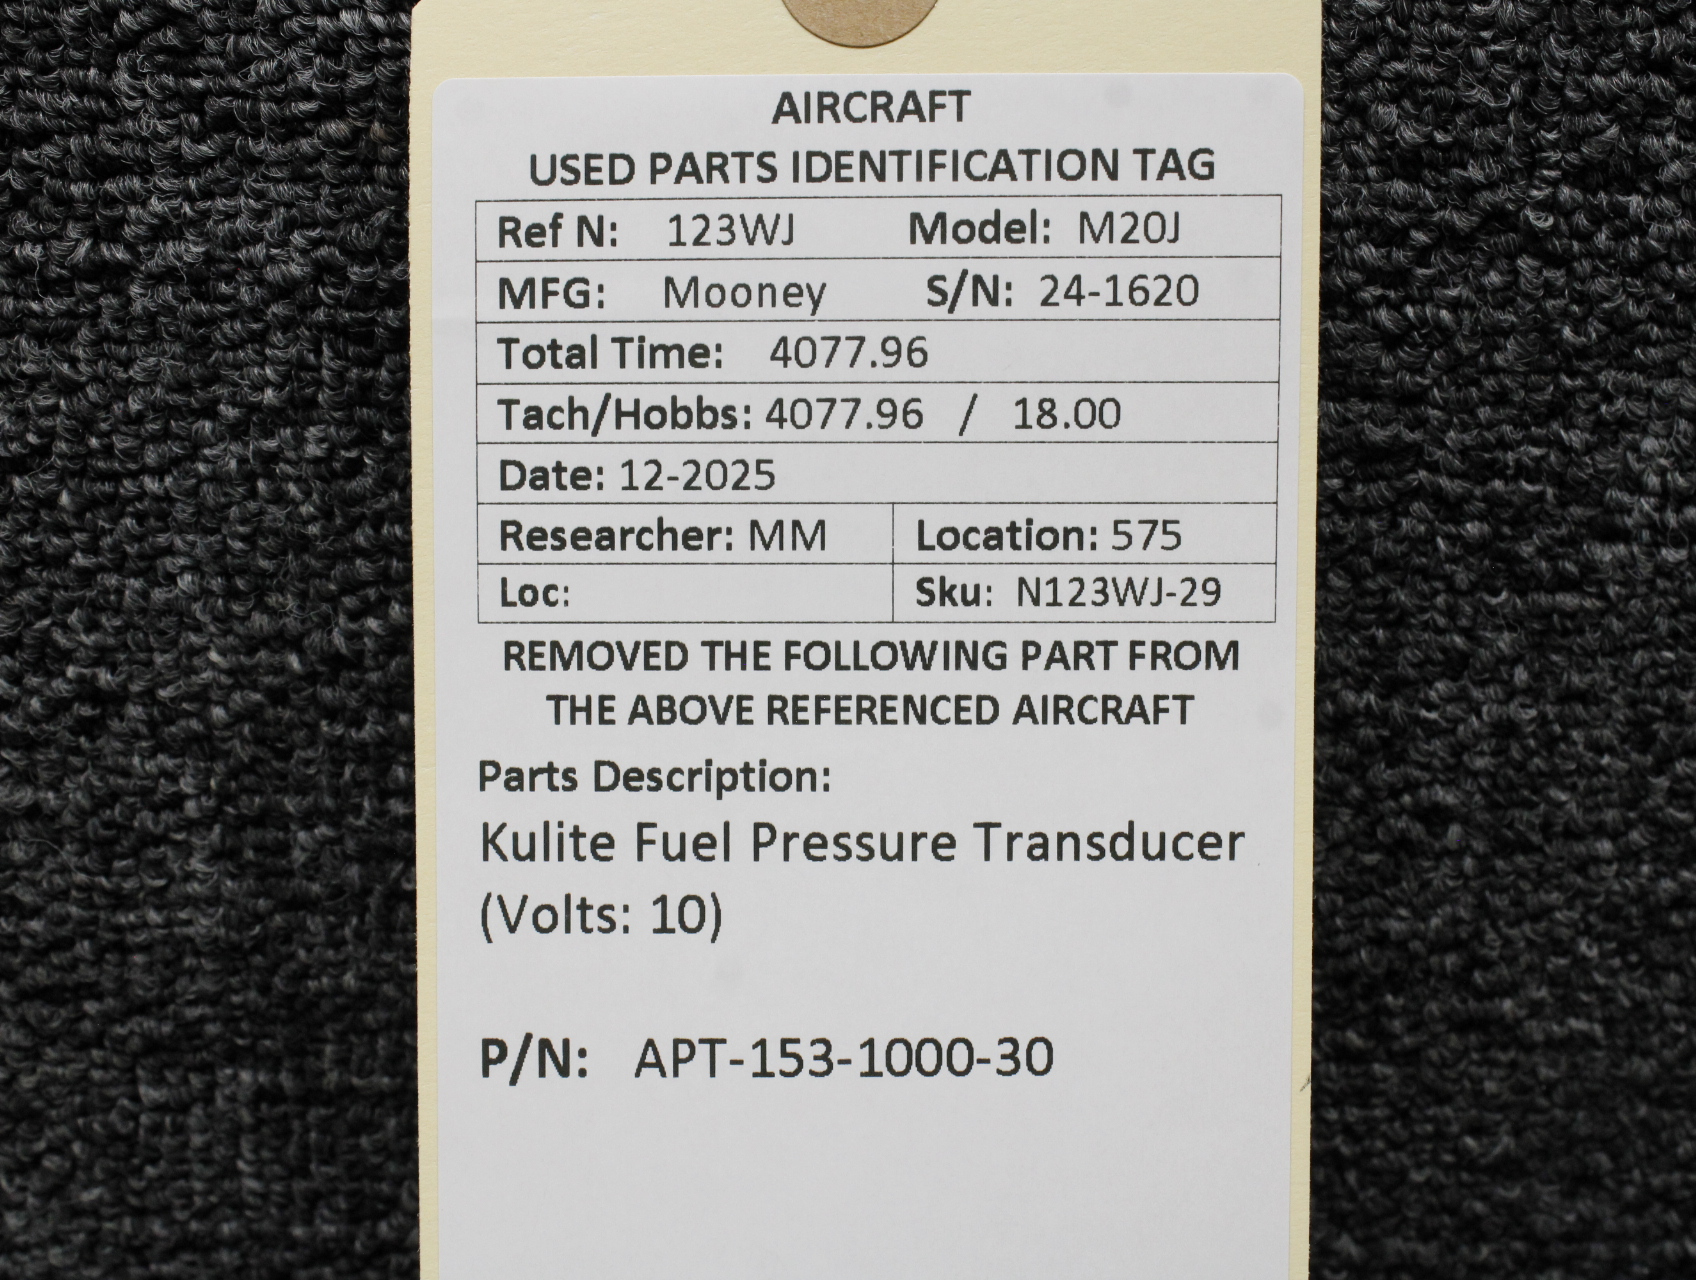 AIRCRAFT
USED PARTS IDENTIFICATION TAG
Ref N: 123WJ Model: M20J
MFG: Mooney S/N: 24-1620
Total Time: 4077.96
Tach/Hobbs: 4077.96 / 18.00
Date: 12-2025
Researcher: MM Location: 575
Loc: Sku: N123WJ-29
REMOVED THE FOLLOWING PART FROM
THE ABOVE REFERENCED AIRCRAFT
Parts Description:
Kulite Fuel Pressure Transducer
(Volts: 10)
P/N: APT-153-1000-30